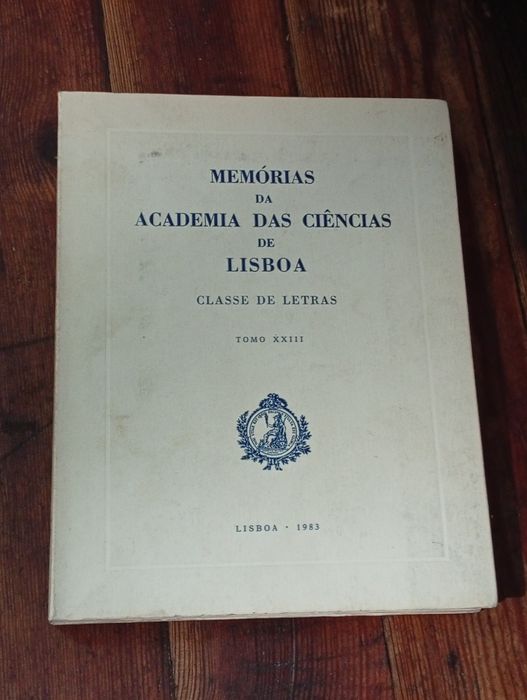 MEMÓRIAS
DA
ACADEMIA DAS CIÊNCIAS
DE
LISBOA
CLASSE DE LETRAS
TOMO XXIII
LISBOA · 1983